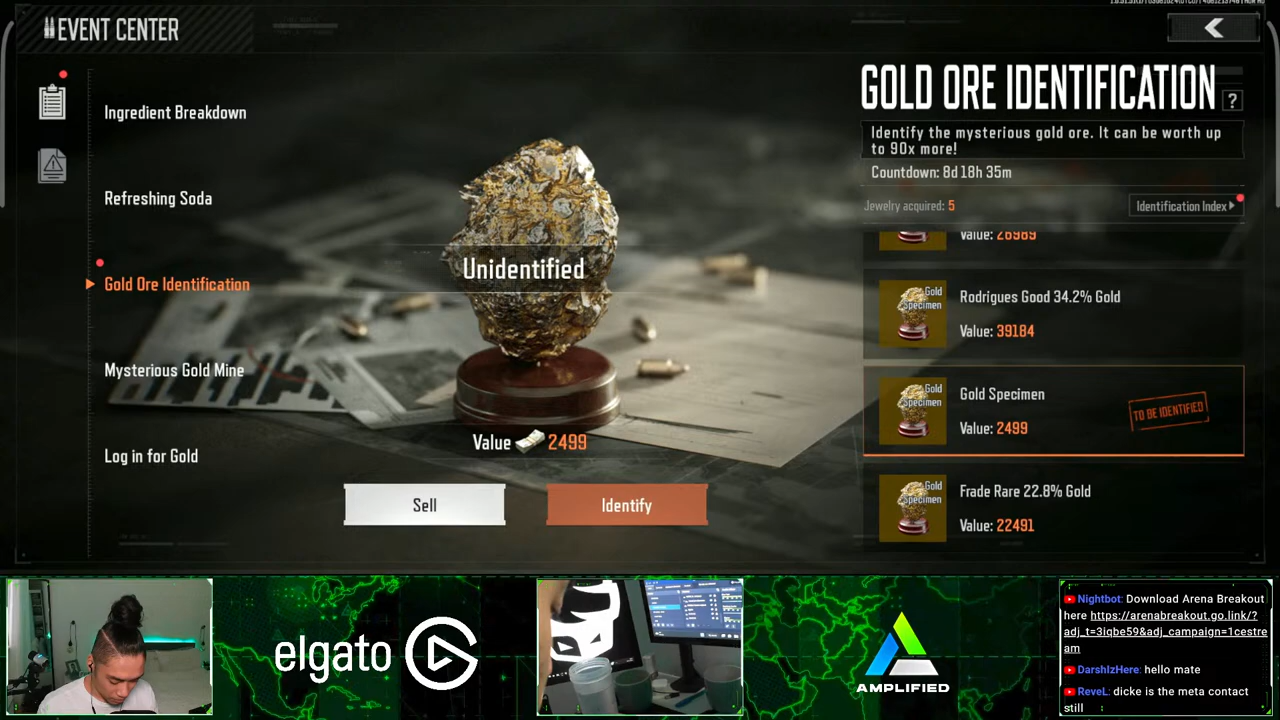 EVENT CENTER
Ingredient Breakdown
Refreshing Soda
Gold Ore Identification
Mysterious Gold Mine
Log in for Gold
Unidentified
Value 2499
Sell
Identify
GOLD ORE IDENTIFICATION
?
Identify the mysterious gold ore. It can be worth up
to 90x more!
Countdown: 8d 18h 35m
Jewelry acquired: 5
Identification Index
Value: 26989
Gold
Specimen
Rodrigues Good 34.2% Gold
Value: 39184
Gold
Specimen
Gold Specimen
Value: 2499
TO BE IDENTIFIED
Gold
Specimen
Frade Rare 22.8% Gold
Value: 22491
elgato
AMPLIFIED
Nightbot: Download Arena Breakout
here https://arenabreakout.go.link/?
adj_t=3iqbe59&adj_campaign=1cestre
am
DarshIzHere: hello mate
ReveL: dicke is the meta contact
still